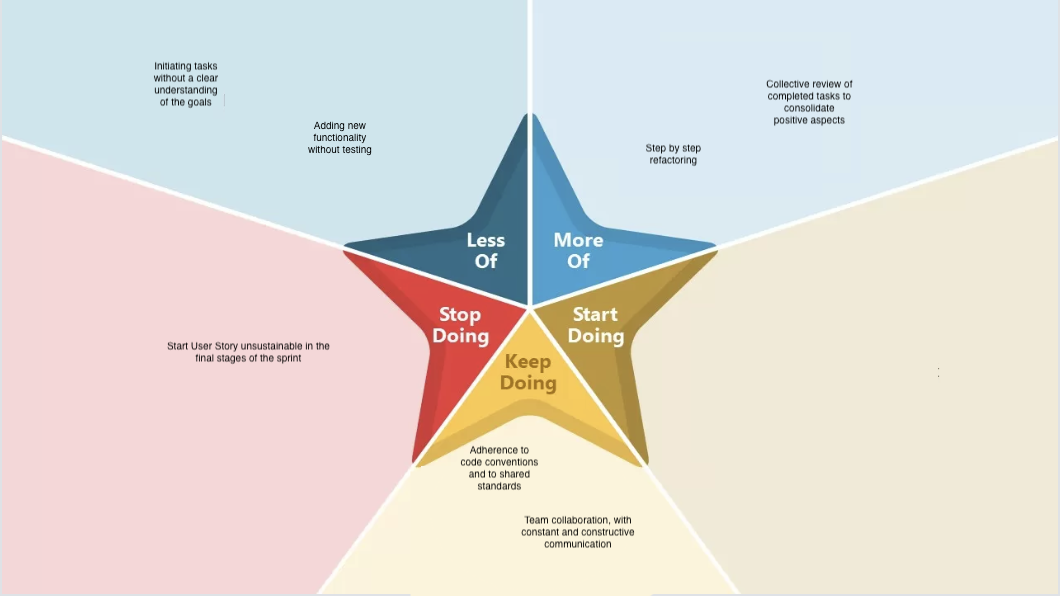 Initiating tasks
without a clear
understanding
of the goals
Adding new
functionality
without testing
Collective review of
completed tasks to
consolidate
positive aspects
Step by step
refactoring
Less
Of
More
Of
Stop
Doing
Start
Doing
Keep
Doing
Start User Story unsustainable in the
final stages of the sprint
Adherence to
code conventions
and to shared
standards
Team collaboration, with
constant and constructive
communication